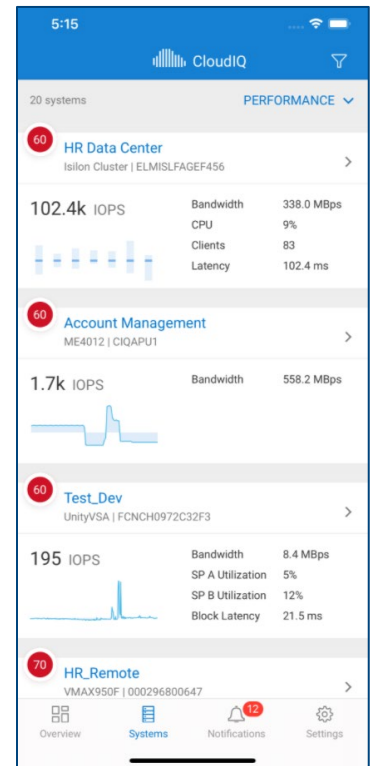 5:15
CloudIQ
20 systems PERFORMANCE
60 HR Data Center
Isilon Cluster | ELMISLFAGEF456
102.4k IOPS
Bandwidth 338.0 MBps
CPU 9%
Clients 83
Latency 102.4 ms
60 Account Management
ME4012 | CIQAPU1
1.7k IOPS
Bandwidth 558.2 MBps
60 Test_Dev
UnityVSA | FCNCH0972C32F3
195 IOPS
Bandwidth 8.4 MBps
SP A Utilization 5%
SP B Utilization 12%
Block Latency 21.5 ms
70 HR_Remote
VMAX950F | 000296800647
12
Overview Systems Notifications Settings